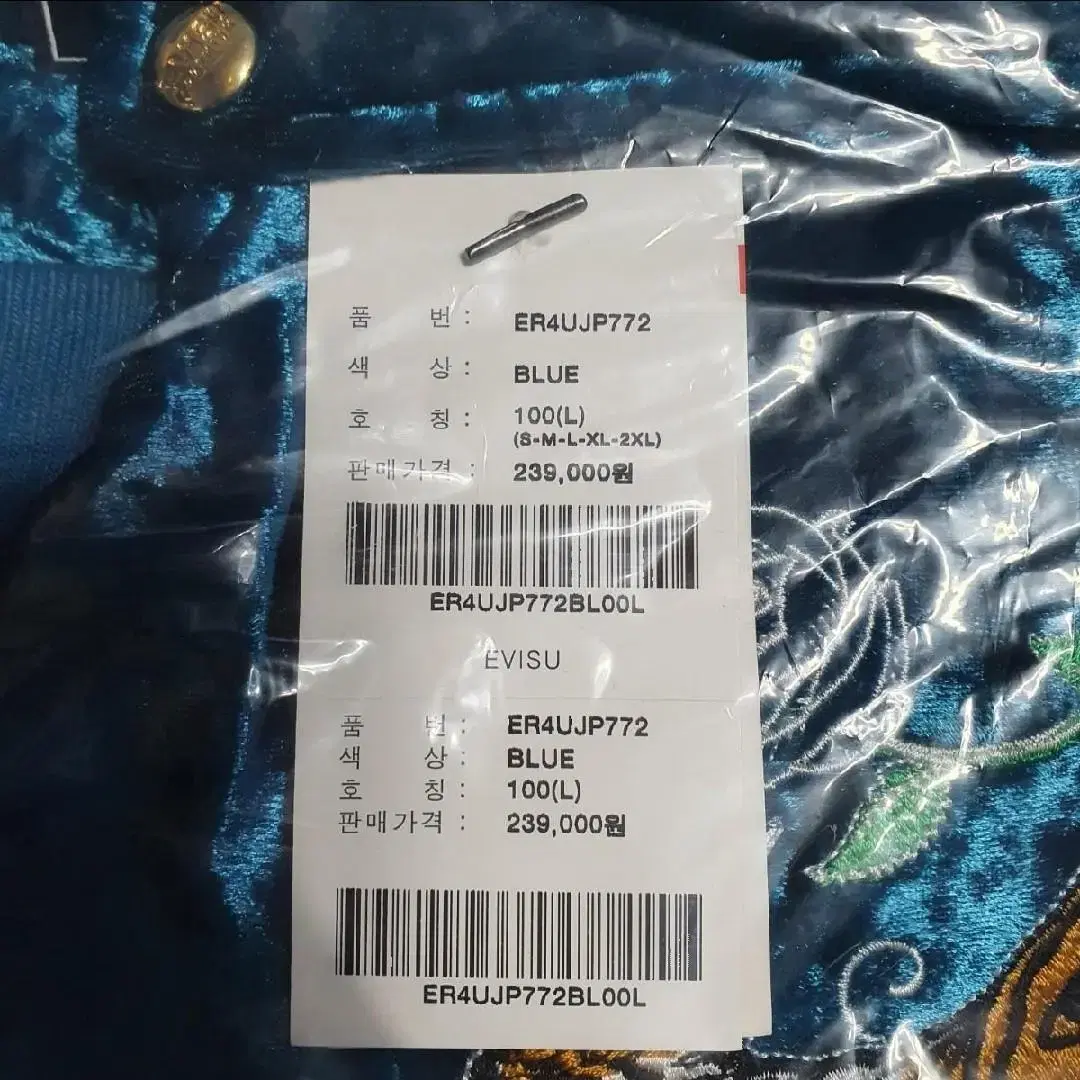 품 번 : ER4UJP772
색 상 : BLUE
호 칭 : 100(L)
(S-M-L-XL-2XL)
판매가격 : 239,000원
ER4UJP772BL00L
EVISU
품 번 : ER4UJP772
색 상 : BLUE
호 칭 : 100(L)
판매가격 : 239,000원
ER4UJP772BL00L